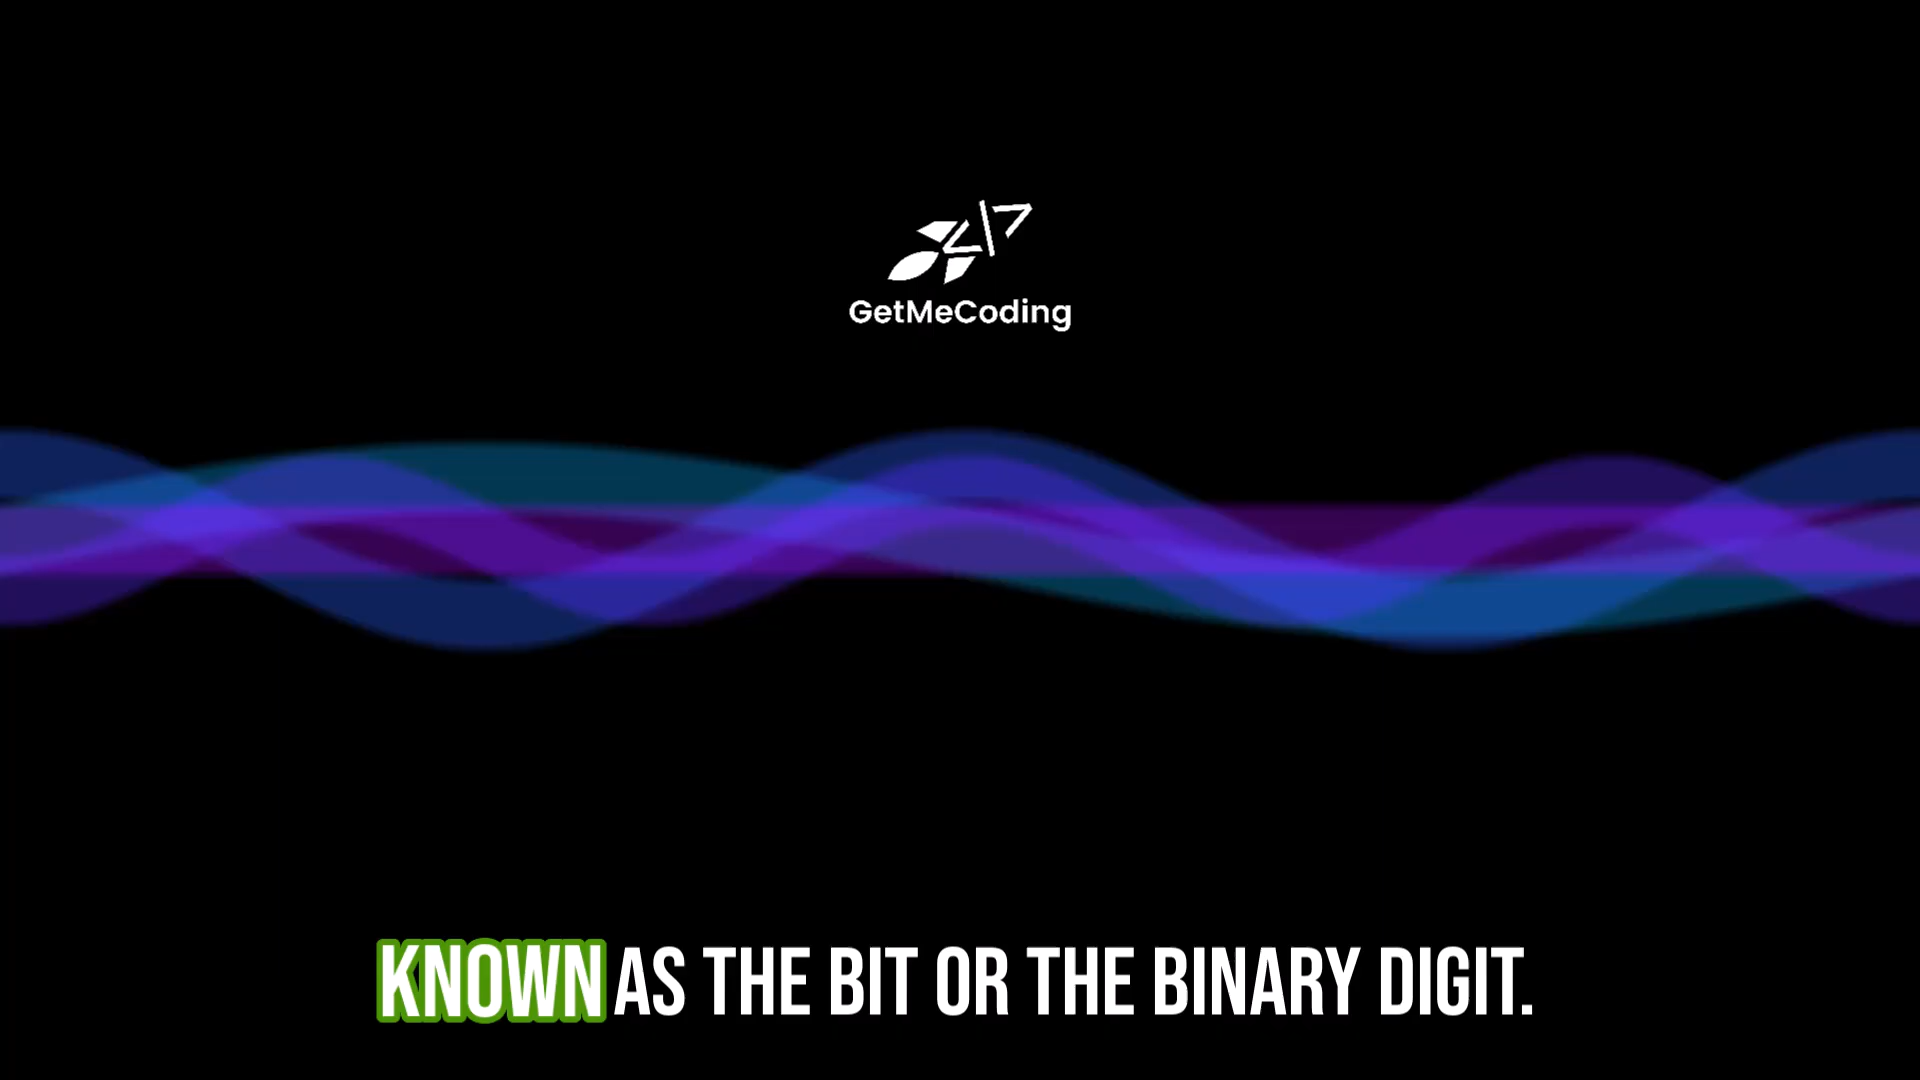 GetMeCoding
KNOWN AS THE BIT OR THE BINARY DIGIT.